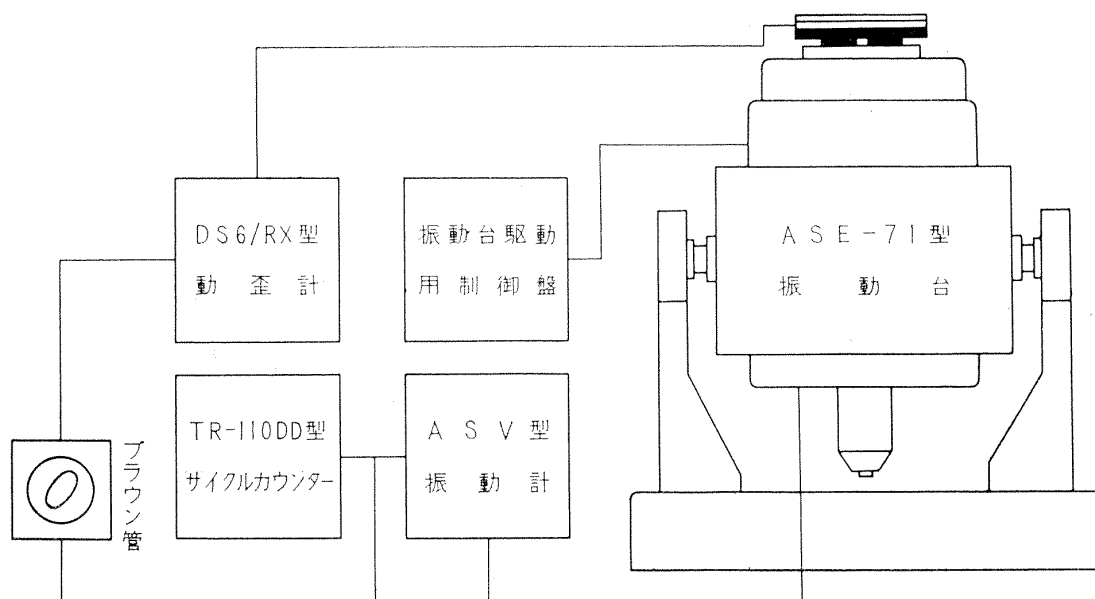 DS6/RX型
動歪計
振動台駆動
用制御盤
ASE-71型
振動台
TR-110DD型
サイクルカウンター
ASV型
振動計
ブラウン管